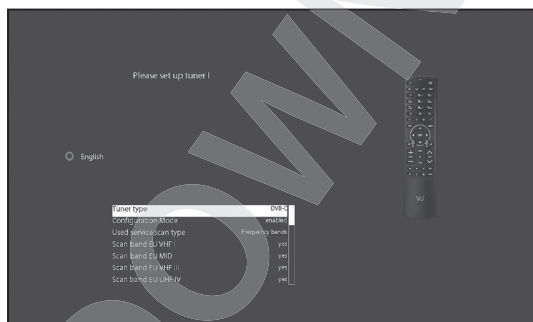 Please set up tuner I
English
Tuner type DVB-C
Configuration Mode enabled
Used service scan type Frequency bands
Scan band EU VHF I yes
Scan band EU MID yes
Scan band EU VHF III yes
Scan band EU UHF IV yes